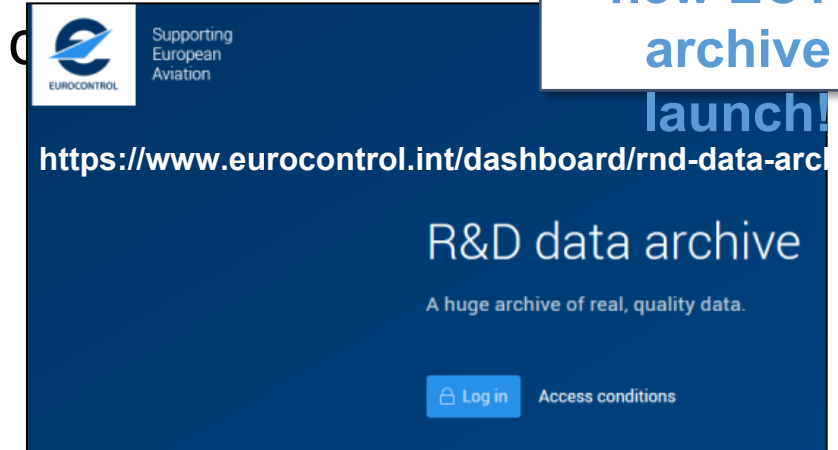 Supporting
European
Aviation
EUROCONTROL
archive
launch!
https://www.eurocontrol.int/dashboard/rnd-data-arc
R&D data archive
A huge archive of real, quality data.
Log in
Access conditions